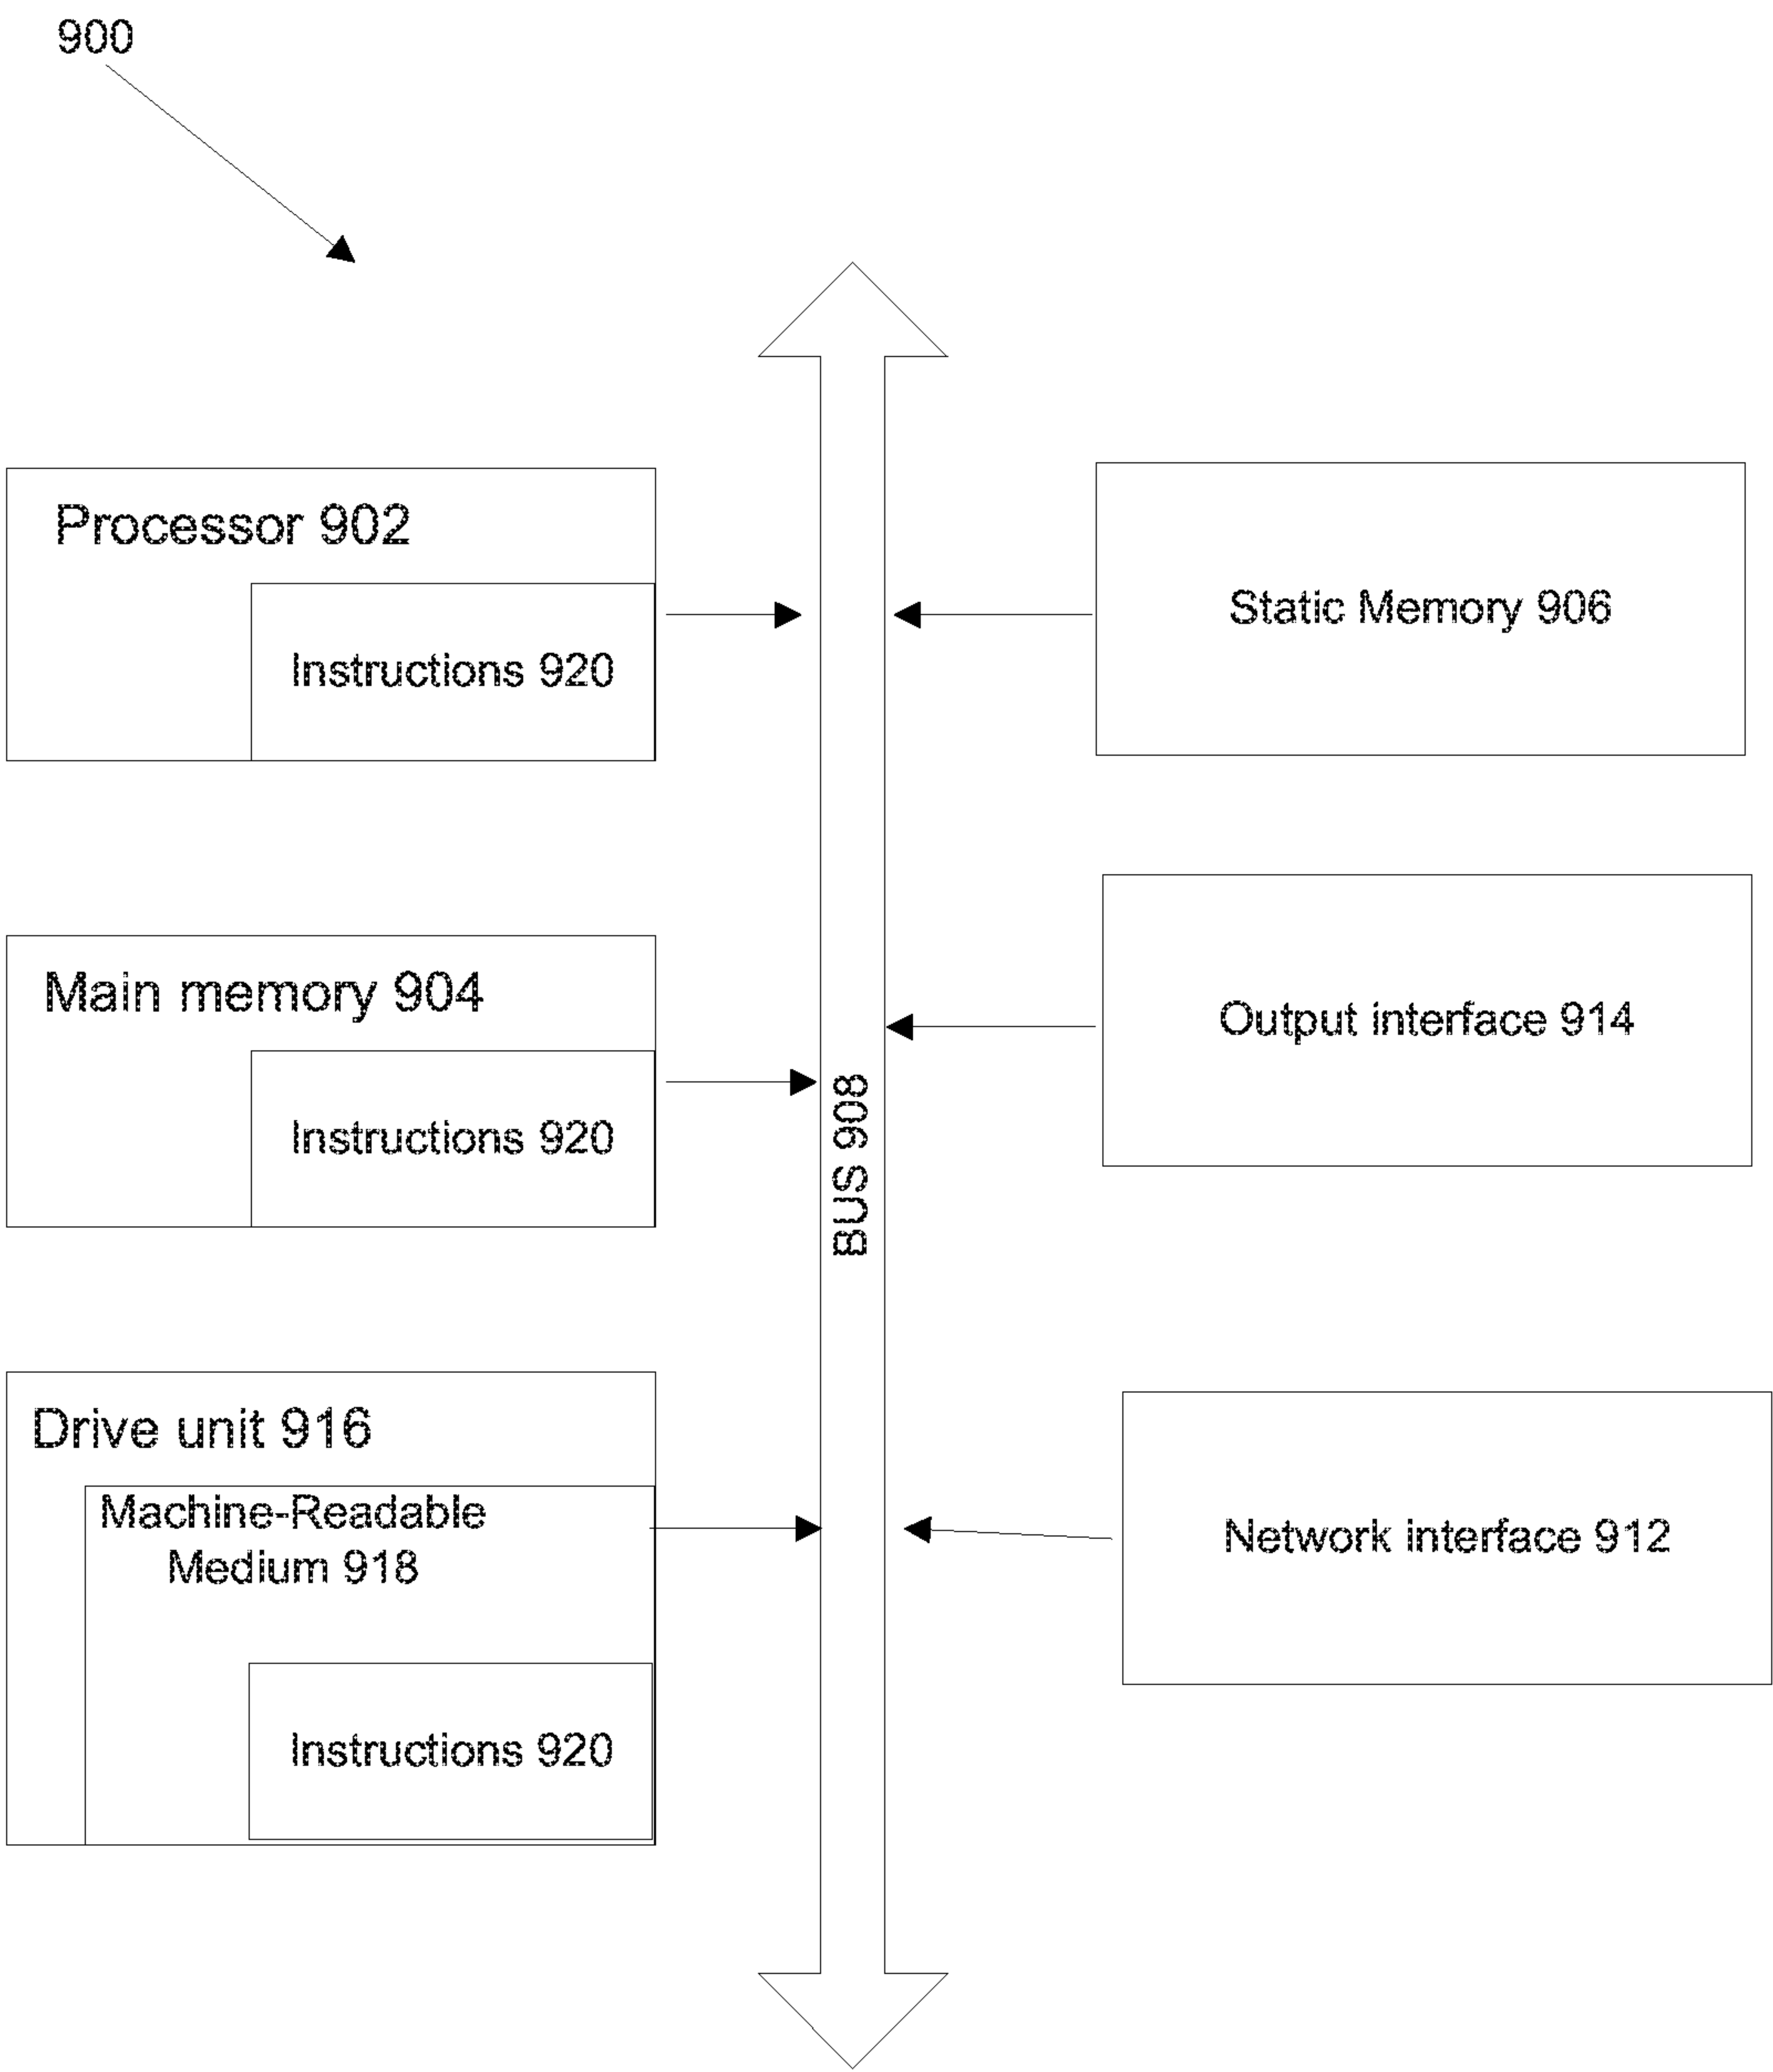 900
Processor 902
Instructions 920
Static Memory 906
Main memory 904
Instructions 920
Output interface 914
BUS 908
Drive unit 916
Machine-Readable
Medium 918
Instructions 920
Network interface 912